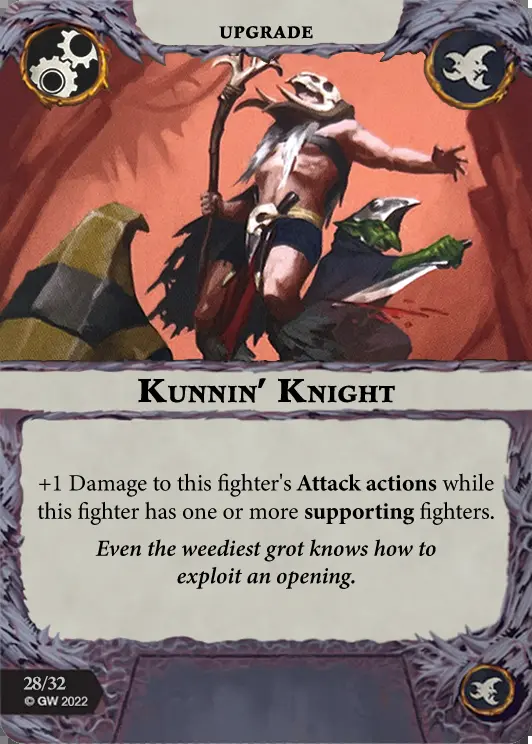 UPGRADE
KUNNIN' KNIGHT
+1 Damage to this fighter's Attack actions while
this fighter has one or more supporting fighters.
Even the weediest grot knows how to
exploit an opening.
28/32
© GW 2022